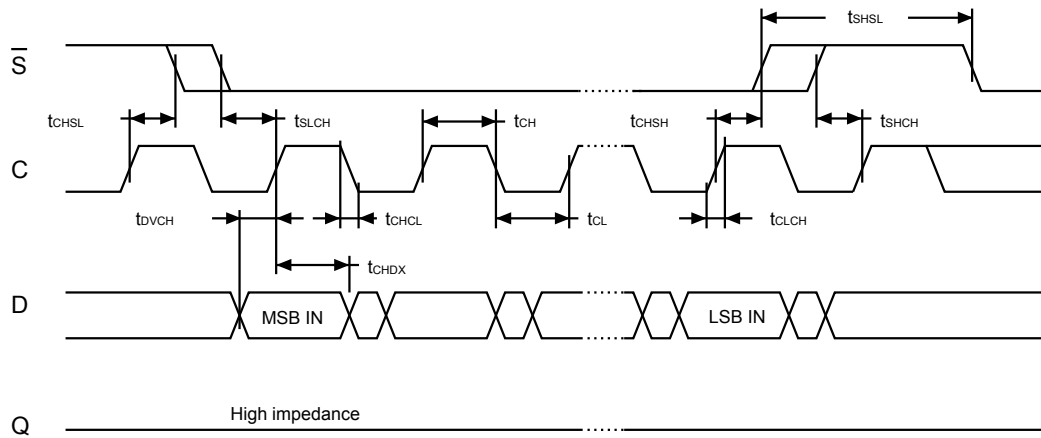 tSHSL
S
tCHSL
tSLCH
tCH
tCHSH
tSHCH
C
tDVCH
tCHCL
tCL
tCLCH
tCHDX
D
MSB IN
LSB IN
High impedance
Q